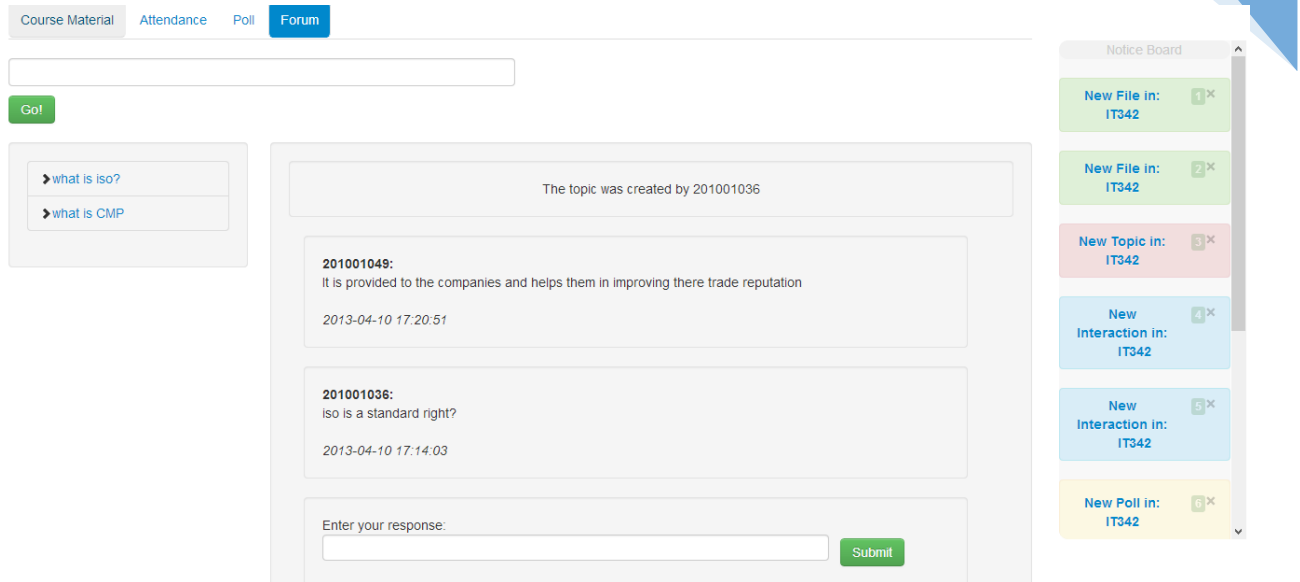 Course Material Attendance Poll Forum
Go!
what is iso?
what is CMP
The topic was created by 201001036
201001049:
It is provided to the companies and helps them in improving there trade reputation
2013-04-10 17:20:51
201001036:
iso is a standard right?
2013-04-10 17:14:03
Enter your response:
Submit
Notice Board
New File in: 1 ×
IT342
New File in: 2 ×
IT342
New Topic in: 3 ×
IT342
New 4 ×
Interaction in:
IT342
New 5 ×
Interaction in:
IT342
New Poll in: 6 ×
IT342